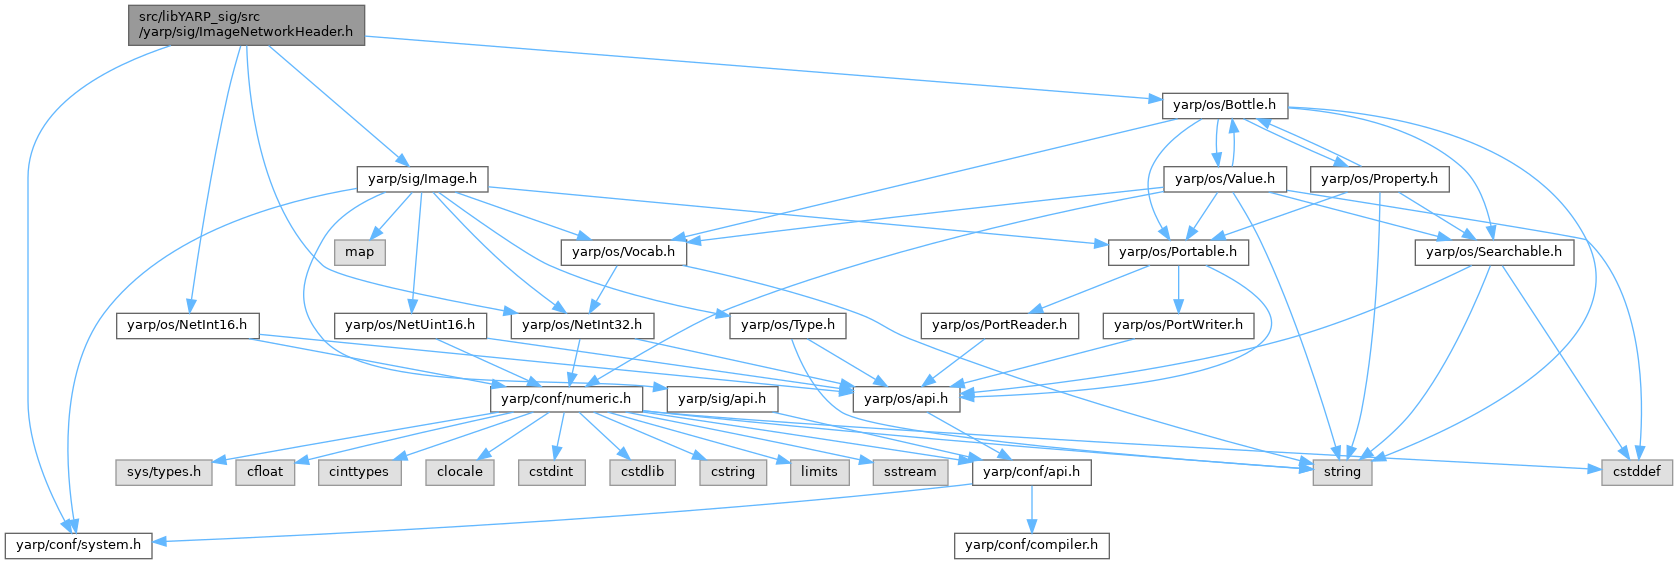 src/libYARP_sig/src
/yarp/sig/ImageNetworkHeader.h
yarp/os/Bottle.h
yarp/sig/Image.h
yarp/os/Value.h
yarp/os/Property.h
map
yarp/os/Vocab.h
yarp/os/Portable.h
yarp/os/Searchable.h
yarp/os/NetInt16.h
yarp/os/NetUint16.h
yarp/os/NetInt32.h
yarp/os/Type.h
yarp/os/PortReader.h
yarp/os/PortWriter.h
yarp/conf/numeric.h
yarp/sig/api.h
yarp/os/api.h
sys/types.h
cfloat
cinttypes
clocale
cstdint
cstdlib
cstring
limits
sstream
yarp/conf/api.h
string
cstddef
yarp/conf/system.h
yarp/conf/compiler.h